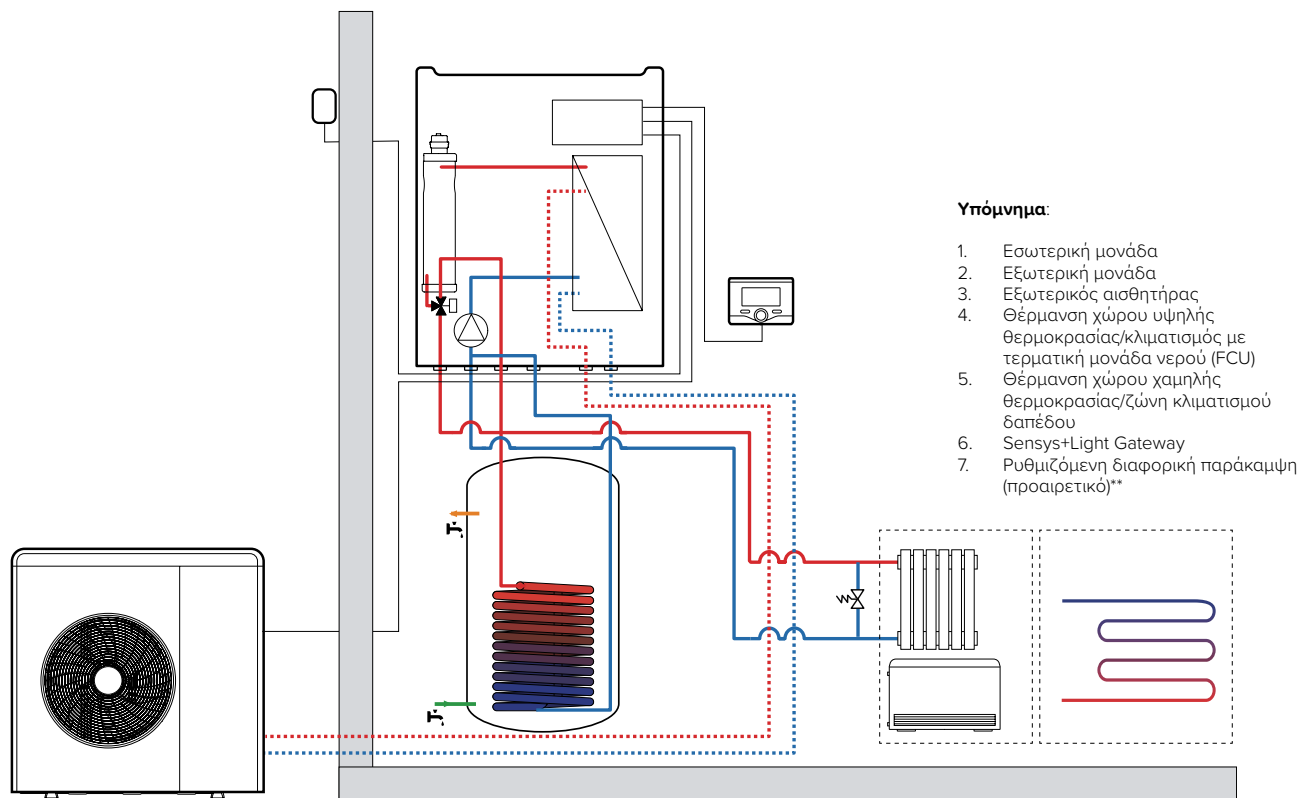 Υπόμνημα:
1. Εσωτερική μονάδα
2. Εξωτερική μονάδα
3. Εξωτερικός αισθητήρας
4. Θέρμανση χώρου υψηλής
θερμοκρασίας/κλιματισμός με
τερματική μονάδα νερού (FCU)
5. Θέρμανση χώρου χαμηλής
θερμοκρασίας/ζώνη κλιματισμού
δαπέδου
6. Sensys+Light Gateway
7. Ρυθμιζόμενη διαφορική παράκαμψη
(προαιρετικό)**